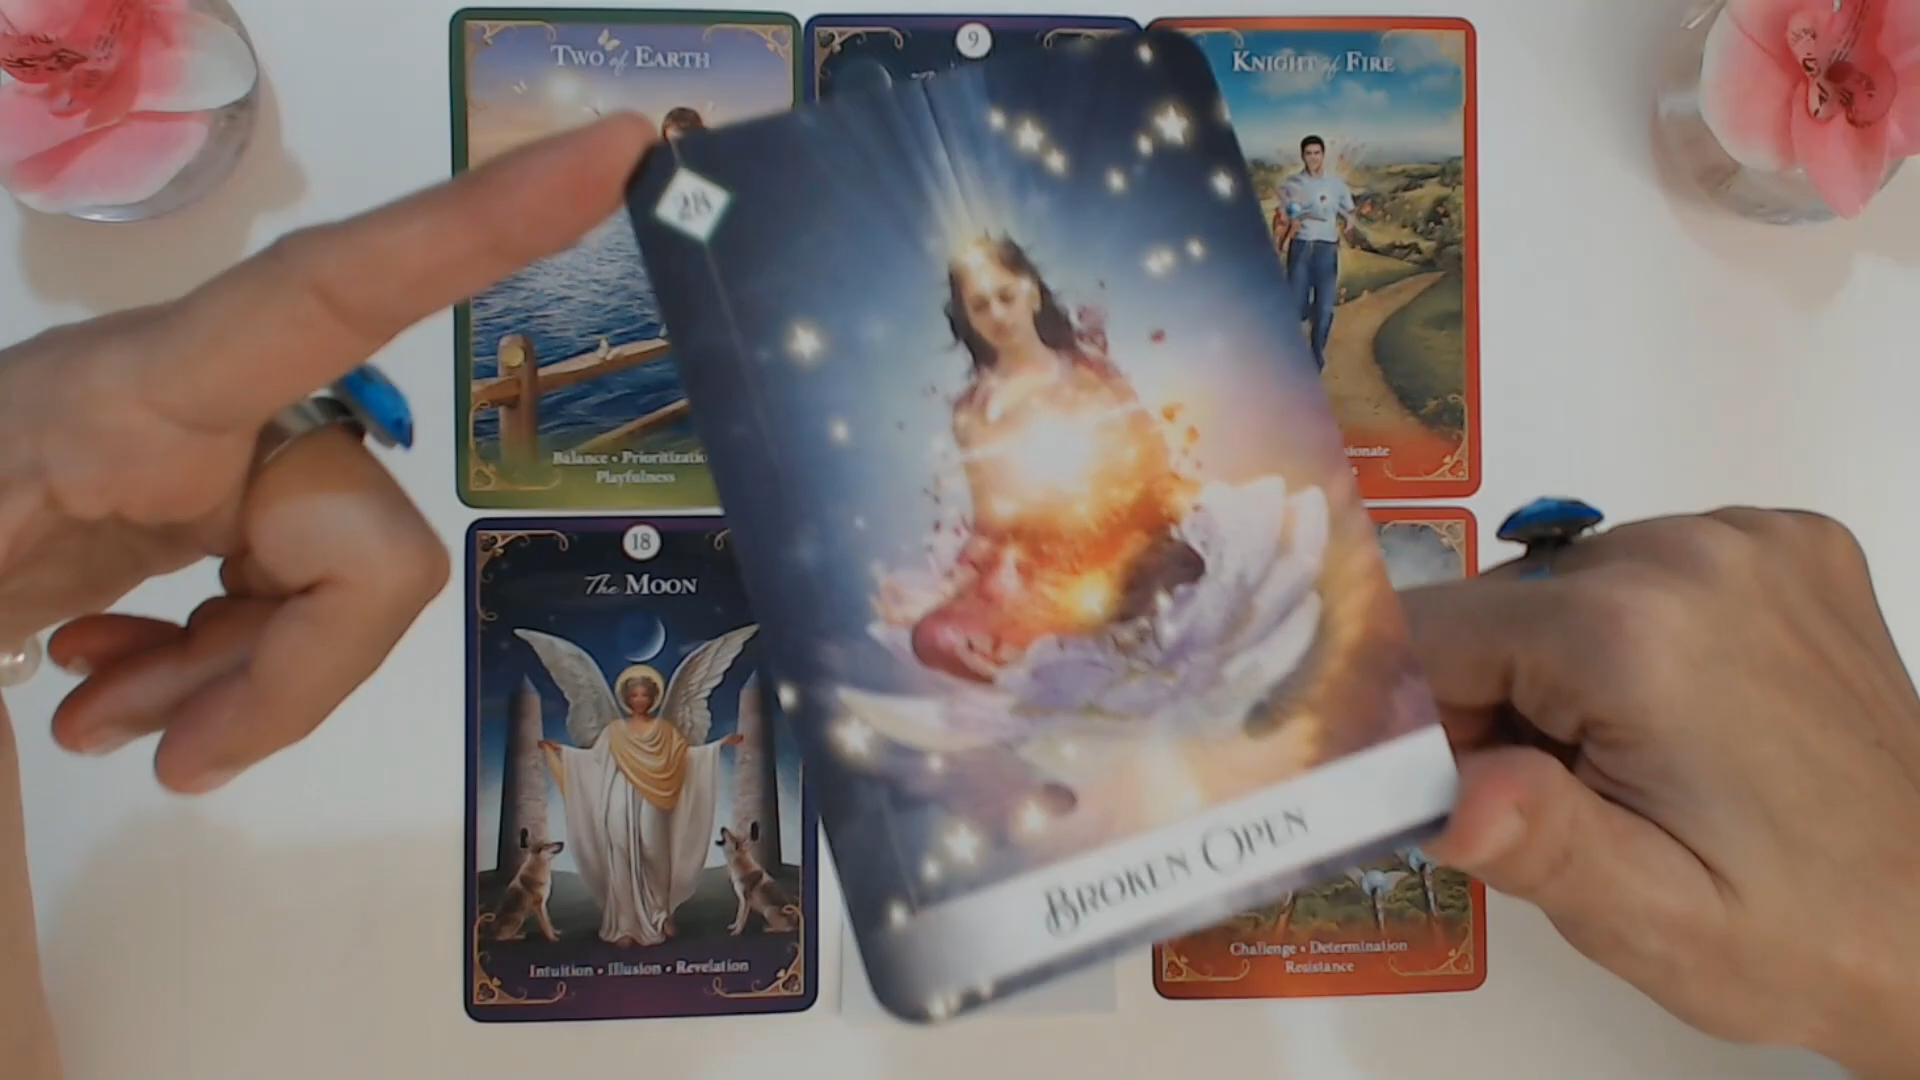 Two of Earth
9
Knight of Fire
28
Balance • Prioritizatio
Playfulness
sionate
s
18
The Moon
Broken Open
Intuition • Illusion • Revelation
Challenge • Determination
Resistance